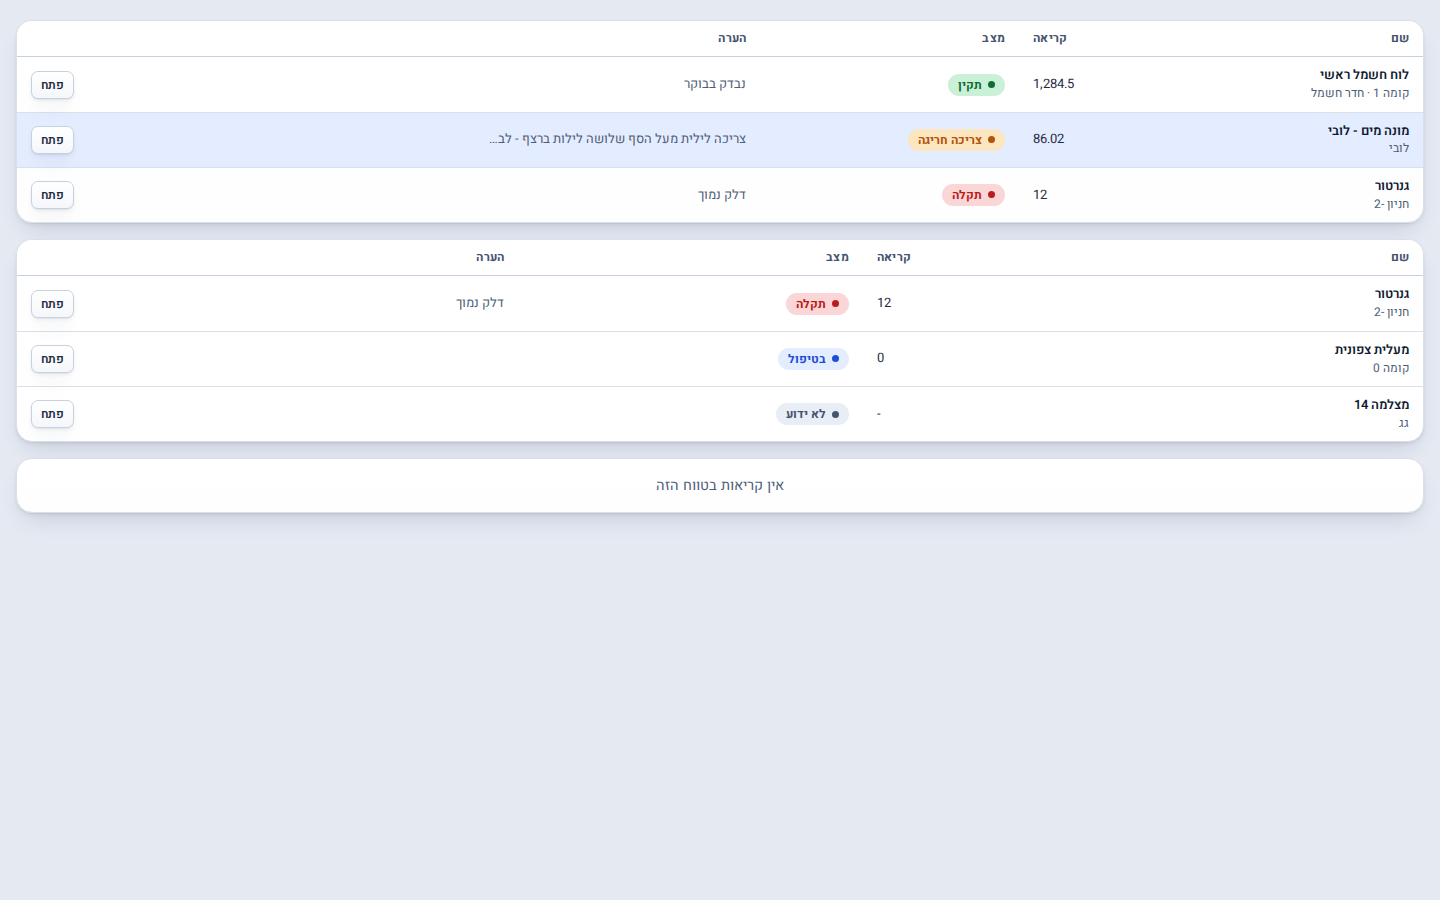 שם קריאה מצב הערה
לוח חשמל ראשי
קומה 1 · חדר חשמל
1,284.5 תקין נבדק בבוקר פתח
מונה מים - לובי
לובי
86.02 צריכה חריגה צריכה לילית מעל הסף שלושה לילות ברצף - לב... פתח
גנרטור
חניון -2
12 תקלה דלק נמוך פתח
שם קריאה מצב הערה
גנרטור
חניון -2
12 תקלה דלק נמוך פתח
מעלית צפונית
קומה 0
0 בטיפול פתח
מצלמה 14
גג
- לא ידוע פתח
אין קריאות בטווח הזה